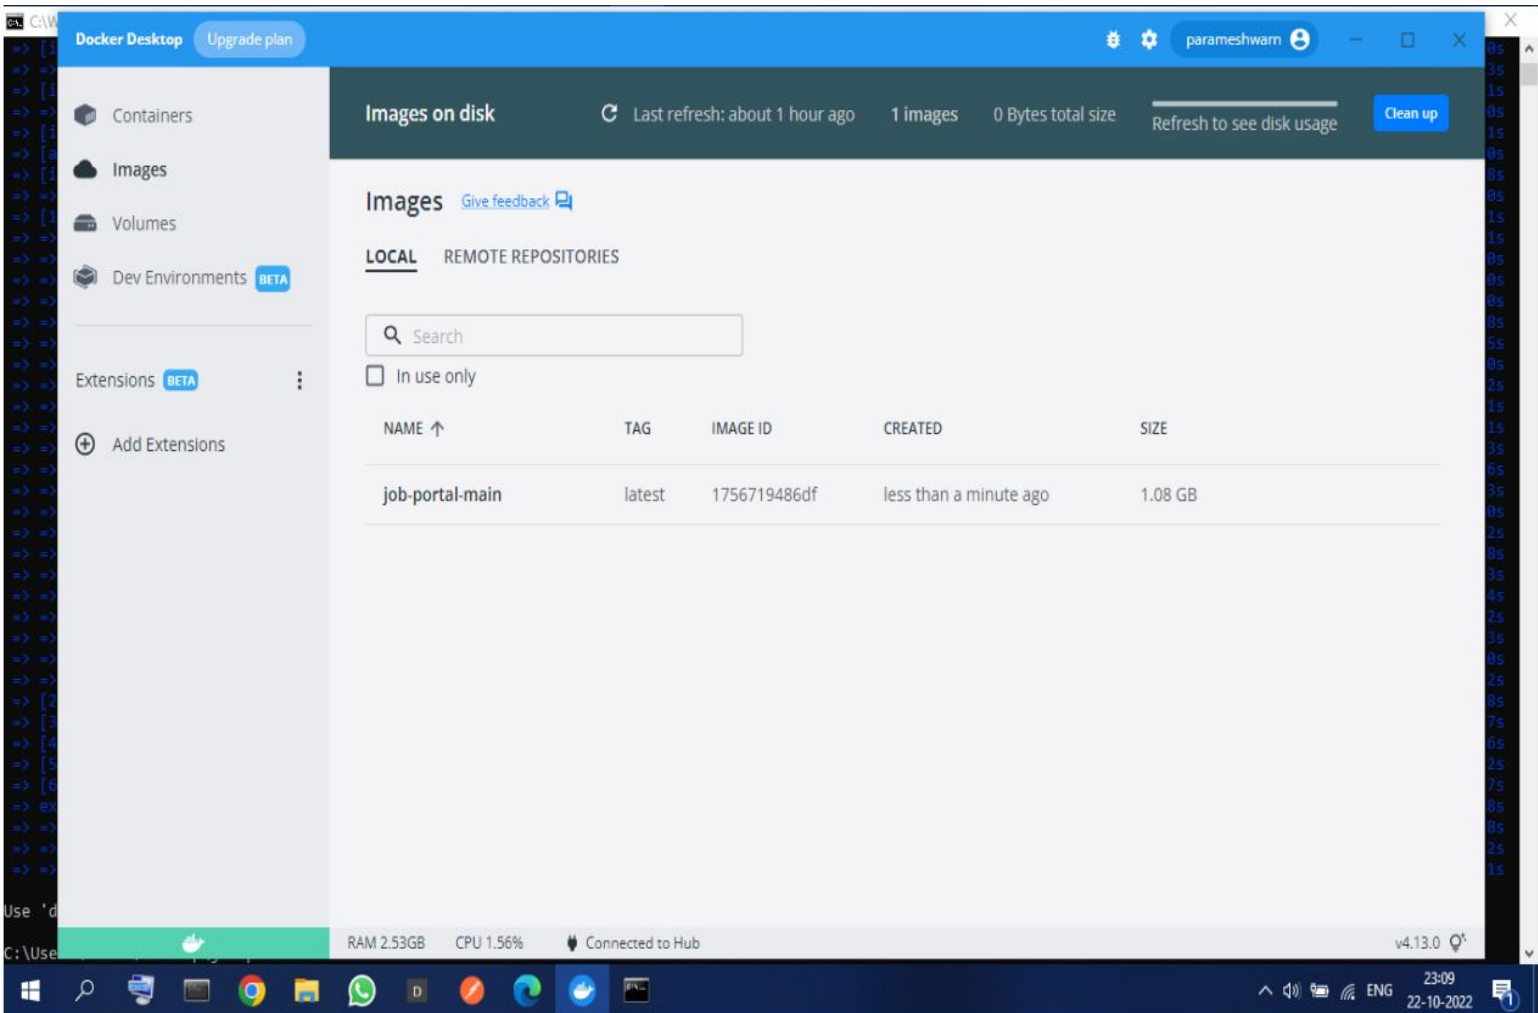 C:\W
Docker Desktop Upgrade plan parameshwarn
Containers
Images
Volumes
Dev Environments BETA
Extensions BETA
Add Extensions
Images on disk Last refresh: about 1 hour ago 1 images 0 Bytes total size Refresh to see disk usage Clean up
Images Give feedback
LOCAL REMOTE REPOSITORIES
Search
In use only
NAME TAG IMAGE ID CREATED SIZE
job-portal-main latest 1756719486df less than a minute ago 1.08 GB
Use 'd
C:\Use
RAM 2.53GB CPU 1.56% Connected to Hub v4.13.0
D ENG 23:09
22-10-2022
1